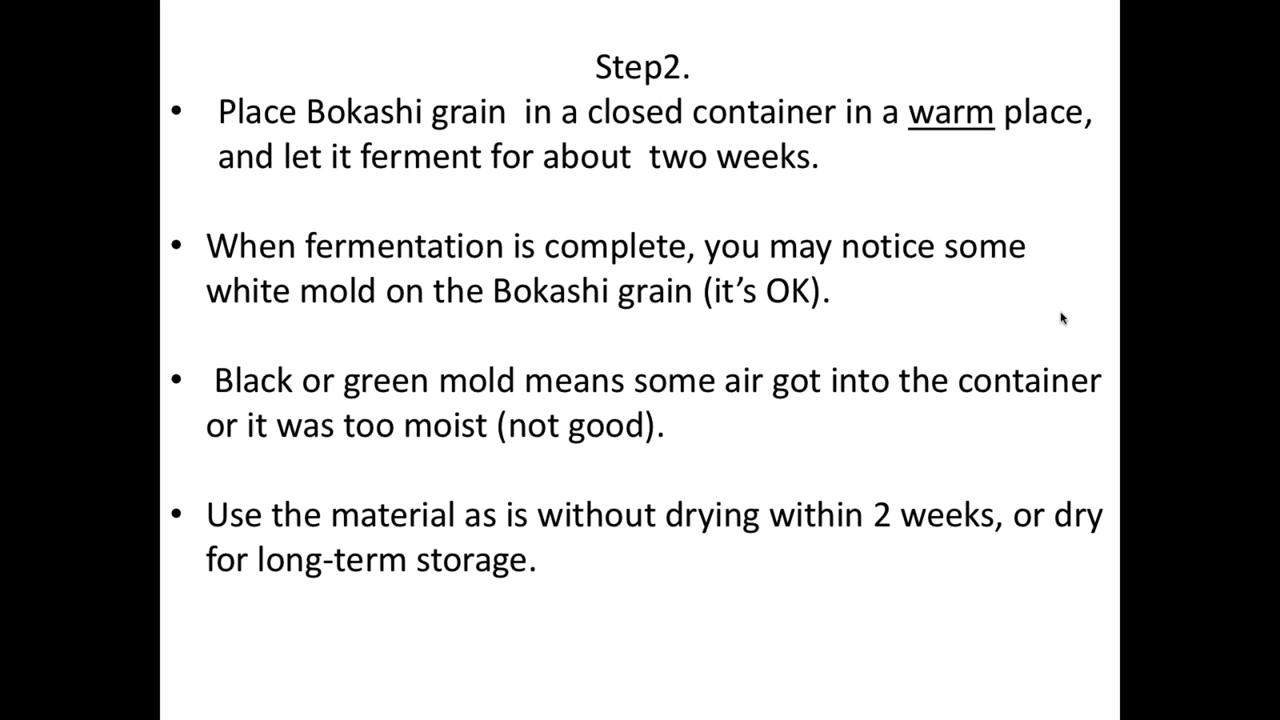 Step2.
• Place Bokashi grain in a closed container in a warm place,
and let it ferment for about two weeks.
• When fermentation is complete, you may notice some
white mold on the Bokashi grain (it’s OK).
• Black or green mold means some air got into the container
or it was too moist (not good).
• Use the material as is without drying within 2 weeks, or dry
for long-term storage.